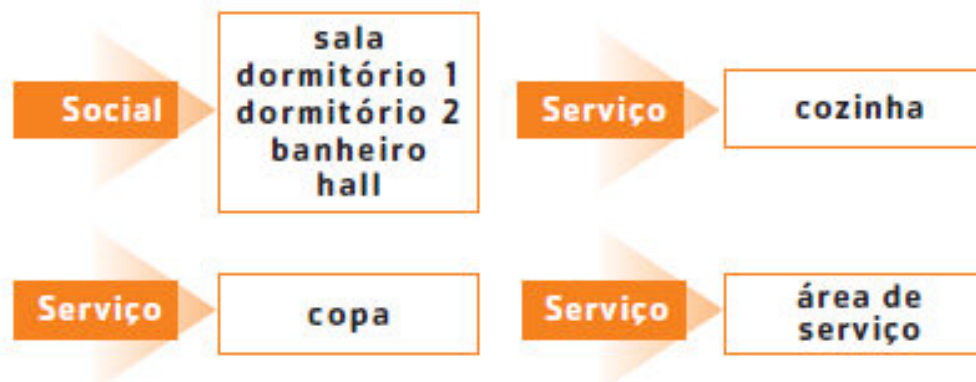 Social
sala
dormitório 1
dormitório 2
banheiro
hall
Serviço
cozinha
Serviço
copa
Serviço
área de
serviço